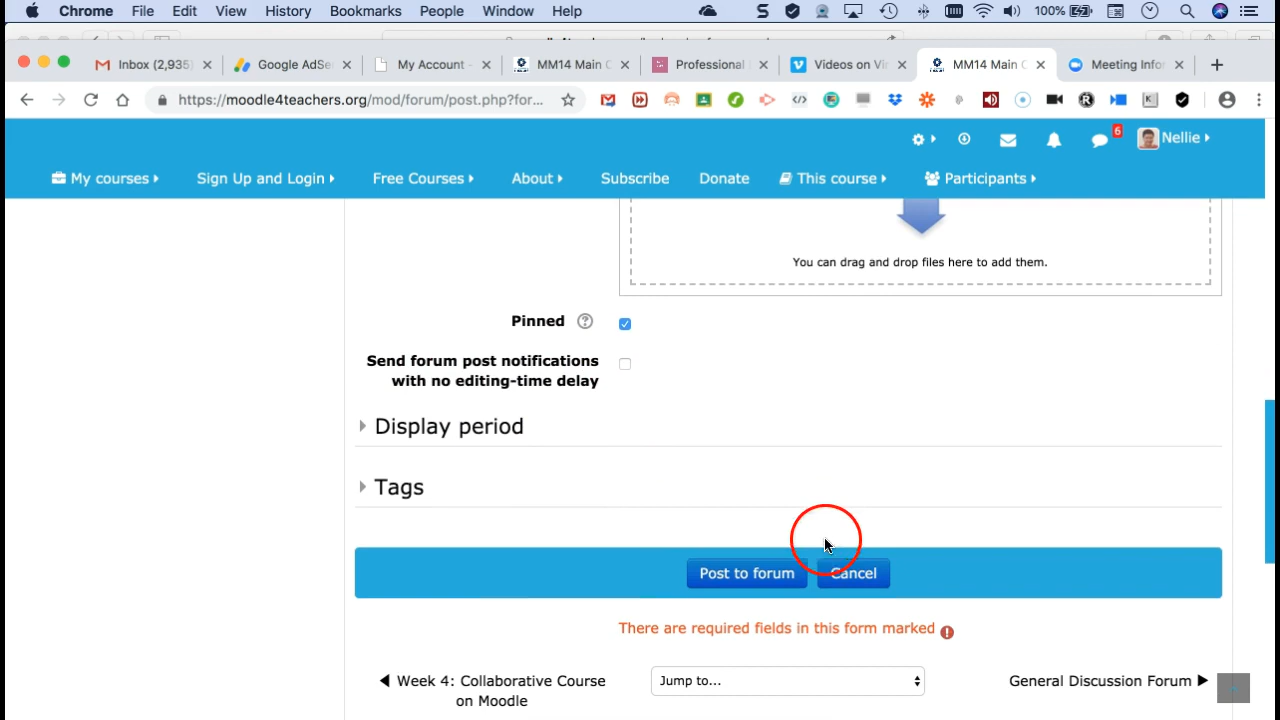 Chrome File Edit View History Bookmarks People Window Help 100%
Inbox (2,935) Google AdSe My Account - MM14 Main C Professional Videos on Vi MM14 Main C Meeting Infor
https://moodle4teachers.org/mod/forum/post.php?for...
6 Nellie
My courses Sign Up and Login Free Courses About Subscribe Donate This course Participants
You can drag and drop files here to add them.
Pinned
Send forum post notifications
with no editing-time delay
Display period
Tags
Post to forum Cancel
There are required fields in this form marked
Week 4: Collaborative Course
on Moodle
Jump to...
General Discussion Forum